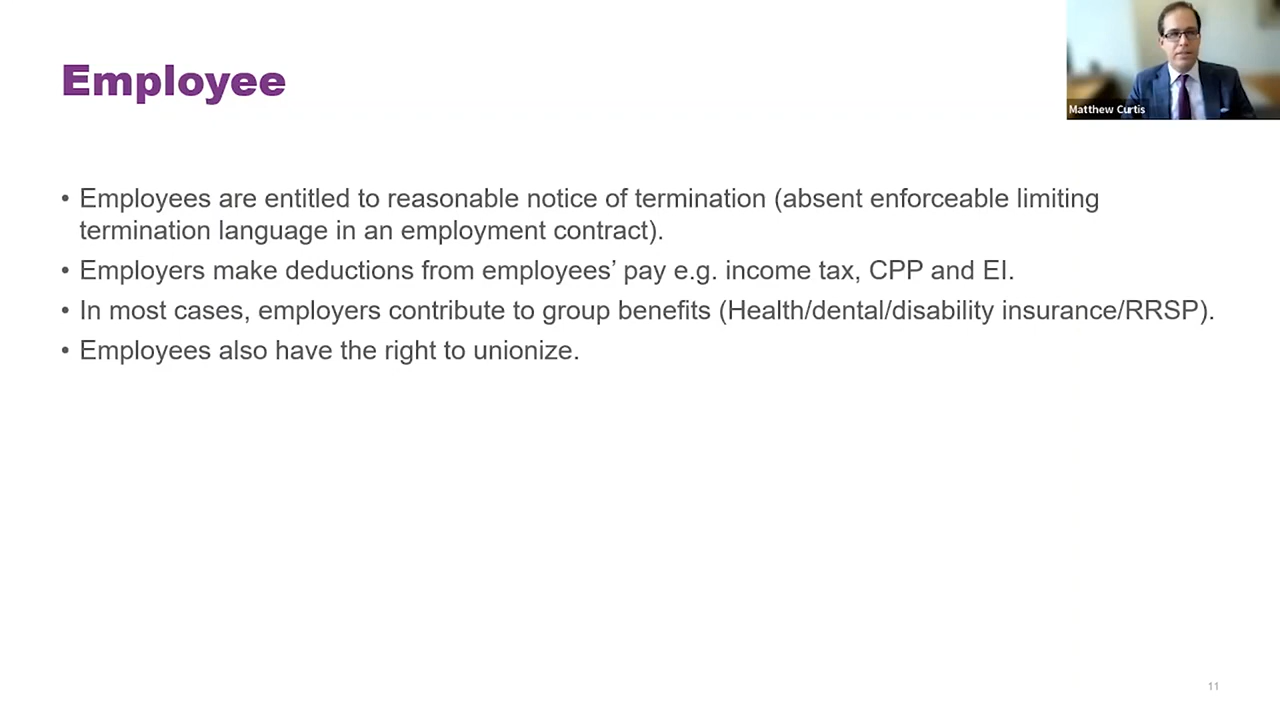 Employee
Matthew Curtis
• Employees are entitled to reasonable notice of termination (absent enforceable limiting
termination language in an employment contract).
• Employers make deductions from employees’ pay e.g. income tax, CPP and EI.
• In most cases, employers contribute to group benefits (Health/dental/disability insurance/RRSP).
• Employees also have the right to unionize.
11